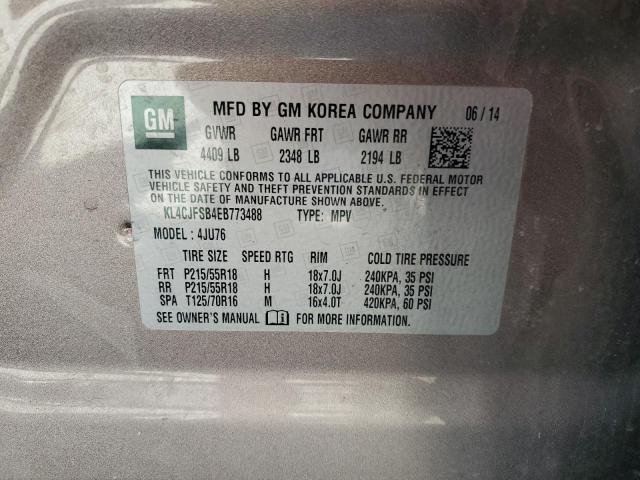 GM MFD BY GM KOREA COMPANY 06 / 14
GVWR GAWR FRT GAWR RR
4409 LB 2348 LB 2194 LB
THIS VEHICLE CONFORMS TO ALL APPLICABLE U.S. FEDERAL MOTOR
VEHICLE SAFETY AND THEFT PREVENTION STANDARDS IN EFFECT
ON THE DATE OF MANUFACTURE SHOWN ABOVE.
KL4CJFSB4EB773488 TYPE: MPV
MODEL : 4JU76
TIRE SIZE SPEED RTG RIM COLD TIRE PRESSURE
FRT P215/55R18 H 18x7.0J 240KPA, 35 PSI
RR P215/55R18 H 18x7.0J 240KPA, 35 PSI
SPA T125/70R16 M 16x4.0T 420KPA, 60 PSI
SEE OWNER'S MANUAL FOR MORE INFORMATION.